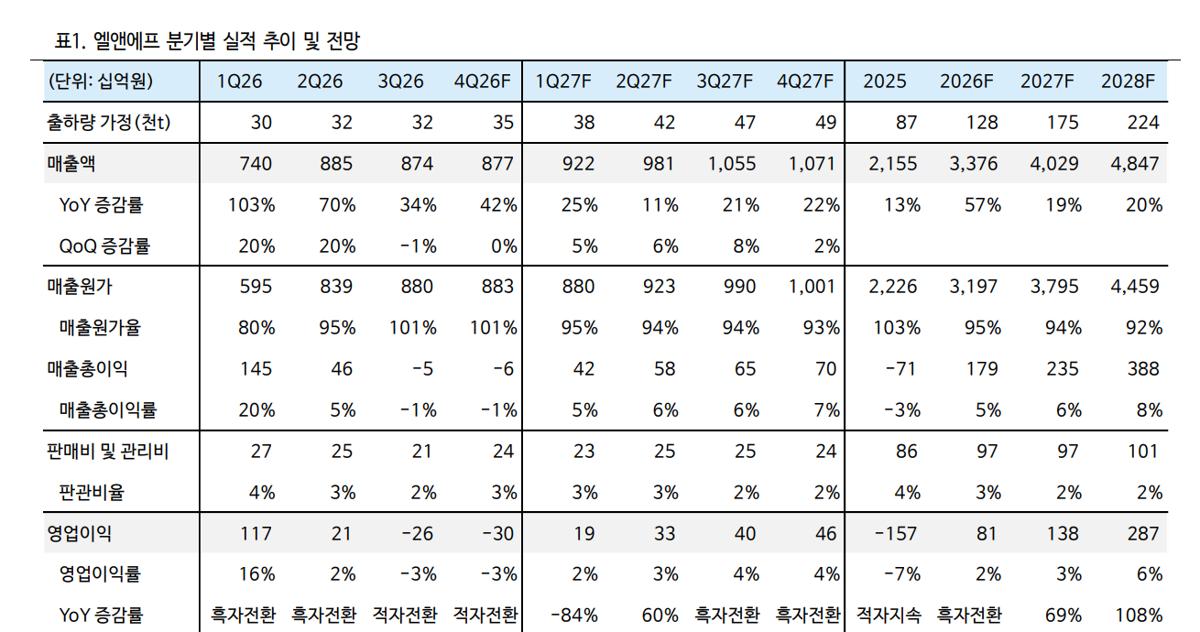 표1. 엘앤에프 분기별 실적 추이 및 전망
(단위: 십억원) 1Q26 2Q26 3Q26 4Q26F 1Q27F 2Q27F 3Q27F 4Q27F 2025 2026F 2027F 2028F
출하량 가정(천t) 30 32 32 35 38 42 47 49 87 128 175 224
매출액 740 885 874 877 922 981 1,055 1,071 2,155 3,376 4,029 4,847
YoY 증감률 103% 70% 34% 42% 25% 11% 21% 22% 13% 57% 19% 20%
QoQ 증감률 20% 20% -1% 0% 5% 6% 8% 2%
매출원가 595 839 880 883 880 923 990 1,001 2,226 3,197 3,795 4,459
매출원가율 80% 95% 101% 101% 95% 94% 94% 93% 103% 95% 94% 92%
매출총이익 145 46 -5 -6 42 58 65 70 -71 179 235 388
매출총이익률 20% 5% -1% -1% 5% 6% 6% 7% -3% 5% 6% 8%
판매비 및 관리비 27 25 21 24 23 25 25 24 86 97 97 101
판관비율 4% 3% 2% 3% 3% 3% 2% 2% 4% 3% 2% 2%
영업이익 117 21 -26 -30 19 33 40 46 -157 81 138 287
영업이익률 16% 2% -3% -3% 2% 3% 4% 4% -7% 2% 3% 6%
YoY 증감률 흑자전환 흑자전환 적자전환 적자전환 -84% 60% 흑자전환 흑자전환 적자지속 흑자전환 69% 108%